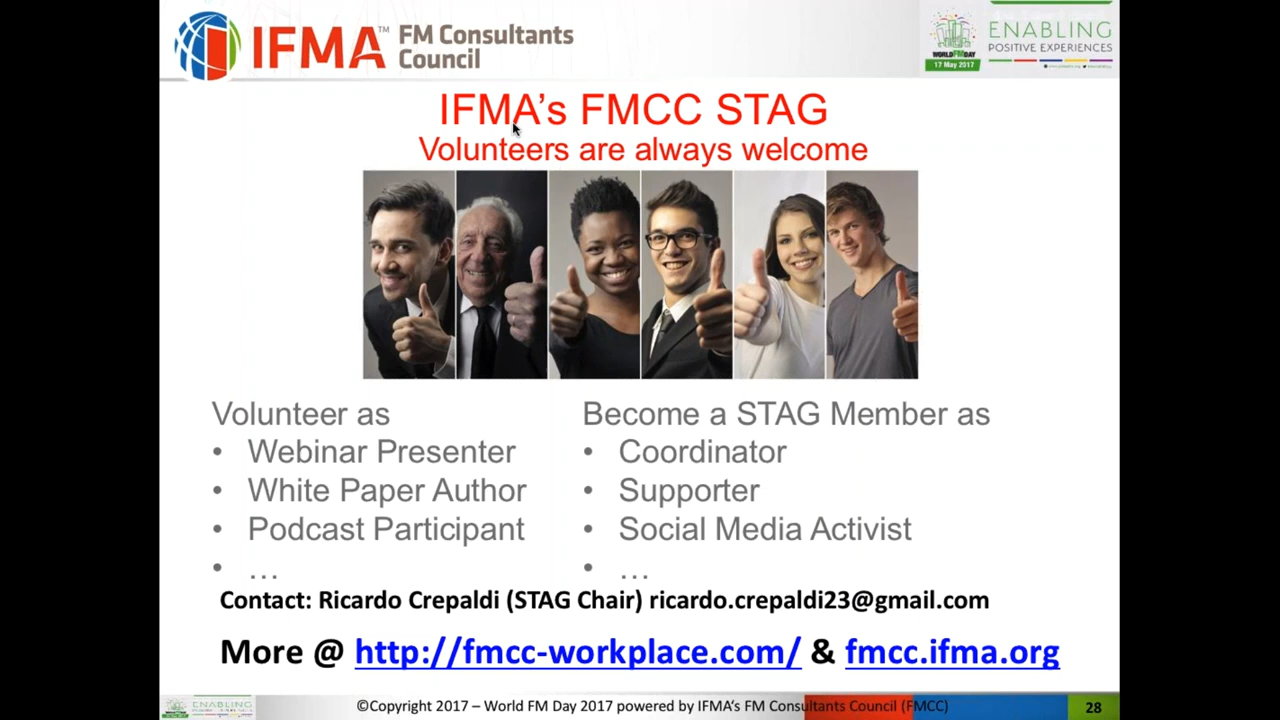 IFMA™ FM Consultants
Council
WORLD FM DAY
17 May 2017
ENABLING
POSITIVE EXPERIENCES
IFMA’s FMCC STAG
Volunteers are always welcome
Volunteer as
• Webinar Presenter
• White Paper Author
• Podcast Participant
• …
Become a STAG Member as
• Coordinator
• Supporter
• Social Media Activist
• …
Contact: Ricardo Crepaldi (STAG Chair) ricardo.crepaldi23@gmail.com
More @ http://fmcc-workplace.com/ & fmcc.ifma.org
ENABLING
©Copyright 2017 – World FM Day 2017 powered by IFMA‘s FM Consultants Council (FMCC)
28